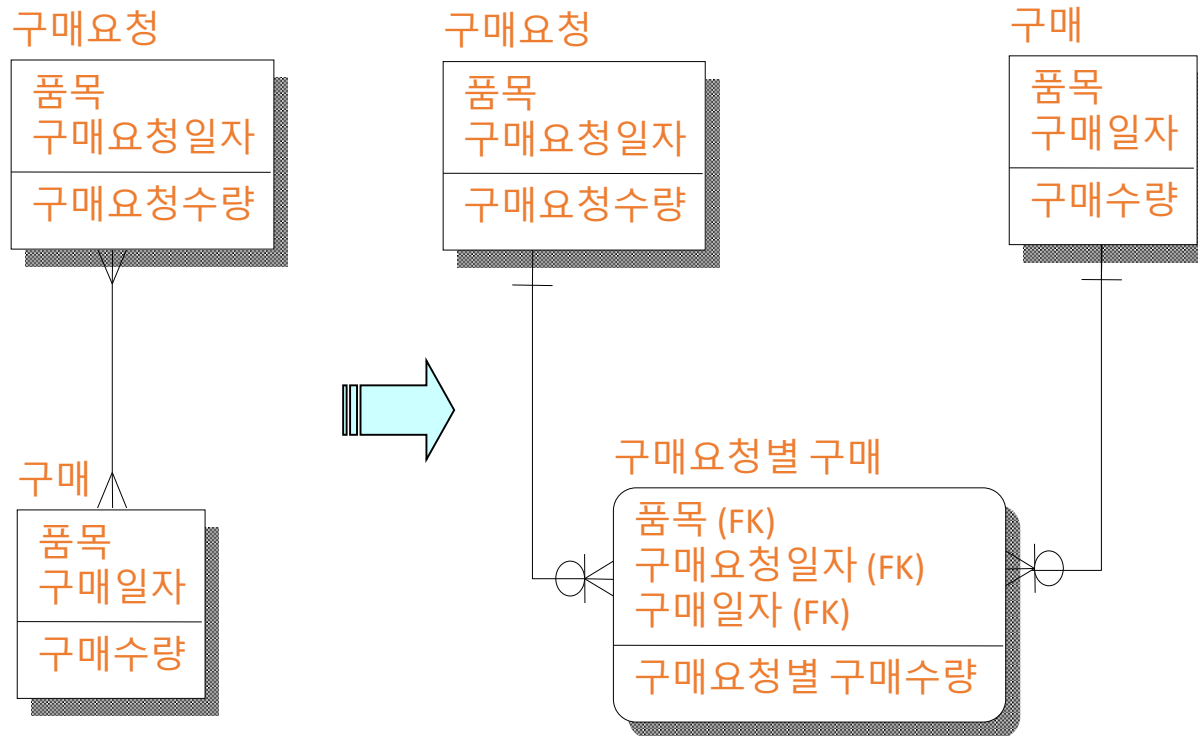 구매요청
품목
구매요청일자
구매요청수량
구매
품목
구매일자
구매수량
구매요청
품목
구매요청일자
구매요청수량
구매
품목
구매일자
구매수량
구매요청별 구매
품목 (FK)
구매요청일자 (FK)
구매일자 (FK)
구매요청별 구매수량